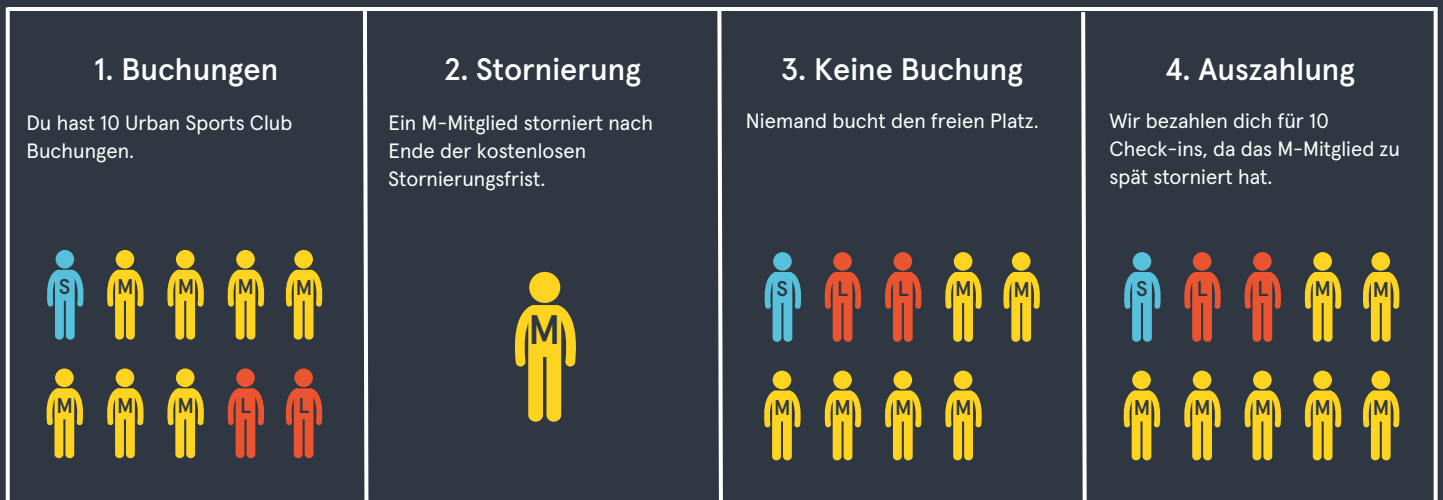 1. Buchungen
Du hast 10 Urban Sports Club
Buchungen.
S M M M M
M M M L L
2. Stornierung
Ein M-Mitglied storniert nach
Ende der kostenlosen
Stornierungsfrist.
M
3. Keine Buchung
Niemand bucht den freien Platz.
S L L M M
M M M M
4. Auszahlung
Wir bezahlen dich für 10
Check-ins, da das M-Mitglied zu
spät storniert hat.
S L L M M
M M M M M